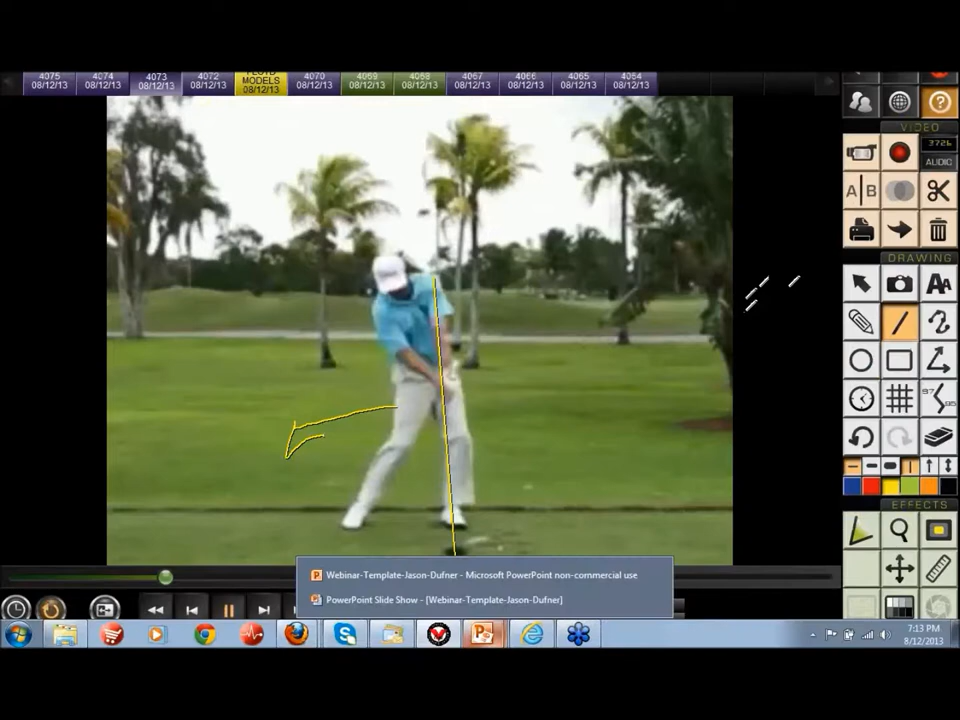 4075 4074 4073 4072 MODELS 4070 4069 4068 4067 4066 4065 4064
08/12/13 08/12/13 08/12/13 08/12/13 08/12/13 08/12/13 08/12/13 08/12/13 08/12/13 08/12/13 08/12/13 08/12/13
VIDEO
AUDIO
A B
DRAWING
AA
EFFECTS
Webinar-Template-Jason-Dufner - Microsoft PowerPoint non-commercial use
PowerPoint Slide Show - [Webinar-Template-Jason-Dufner]
7:13 PM
8/12/2013